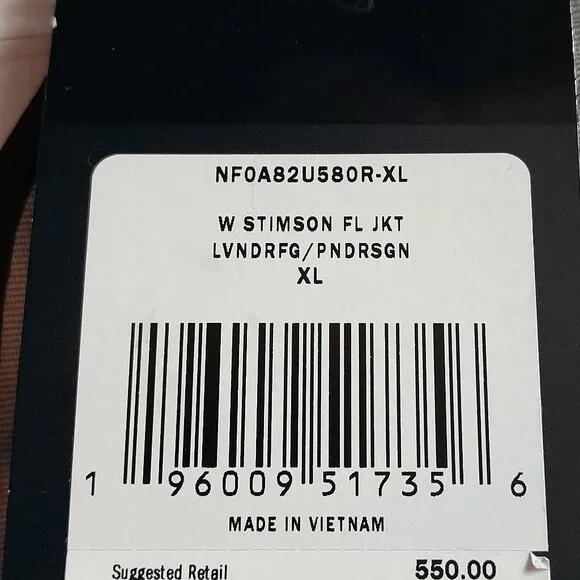 NF0A82U580R-XL
W STIMSON FL JKT
LVNDRFG/PNDRSGN
XL
1 96009 51735 6
MADE IN VIETNAM
Suggested Retail 550.00